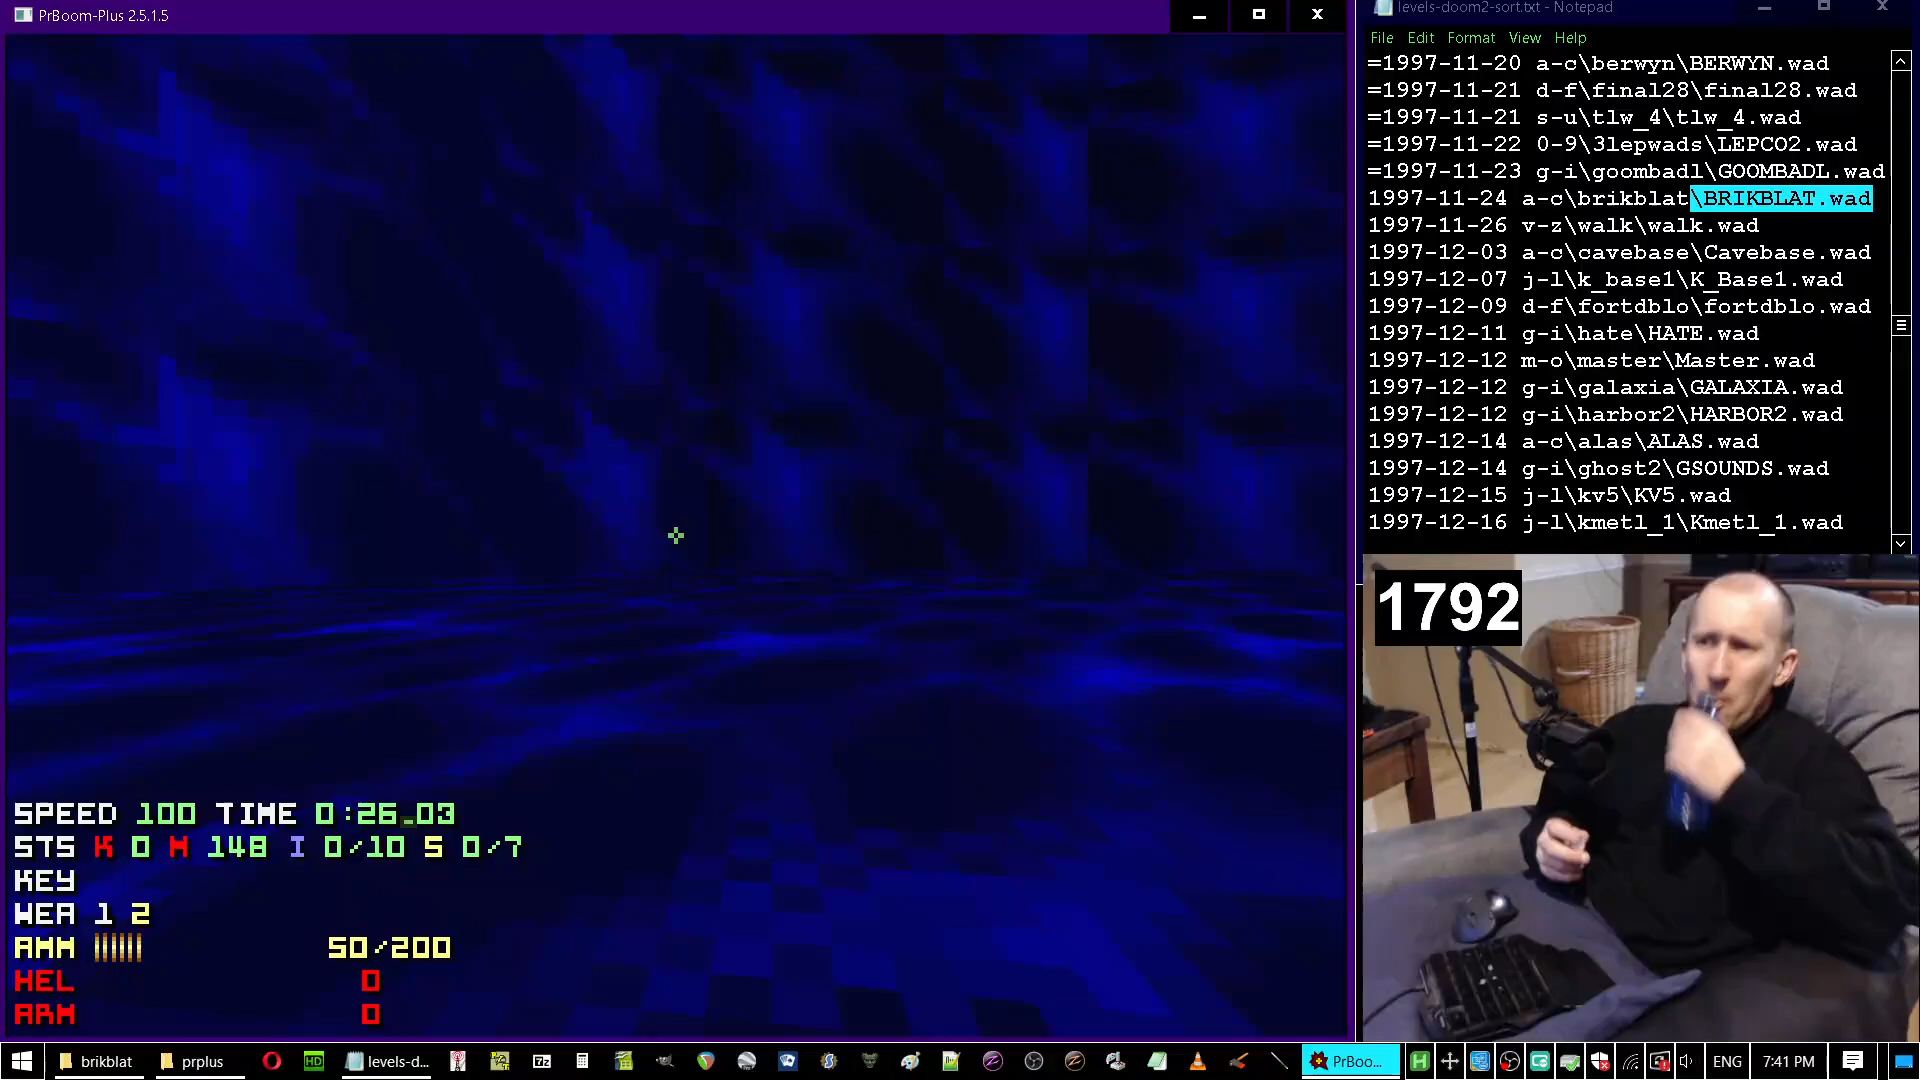 PrBoom-Plus 2.5.1.5
levels-doom2-sort.txt - Notepad
File Edit Format View Help
=1997-11-20 a-c\berwyn\BERWYN.wad
=1997-11-21 d-f\final28\final28.wad
=1997-11-21 s-u\tlw_4\tlw_4.wad
=1997-11-22 0-9\3lepwads\LEPCO2.wad
=1997-11-23 g-i\goombadl\GOOMBADL.wad
1997-11-24 a-c\brikblat\BRIKBLAT.wad
1997-11-26 v-z\walk\walk.wad
1997-12-03 a-c\cavebase\Cavebase.wad
1997-12-07 j-l\k_base1\K_Base1.wad
1997-12-09 d-f\fortdblo\fortdblo.wad
1997-12-11 g-i\hate\HATE.wad
1997-12-12 m-o\master\Master.wad
1997-12-12 g-i\galaxia\GALAXIA.wad
1997-12-12 g-i\harbor2\HARBOR2.wad
1997-12-14 a-c\alas\ALAS.wad
1997-12-14 g-i\ghost2\GSOUNDS.wad
1997-12-15 j-l\kv5\KV5.wad
1997-12-16 j-l\kmetl_1\Kmetl_1.wad
1792
SPEED 100 TIME 0:26.03
STS K 0 M 148 I 0/10 S 0/7
KEY
WEA 1 2
AMM 50/200
HEL 0
ARM 0
brikblat
prplus
HD
levels-d...
7z
PrBoo...
ENG
7:41 PM